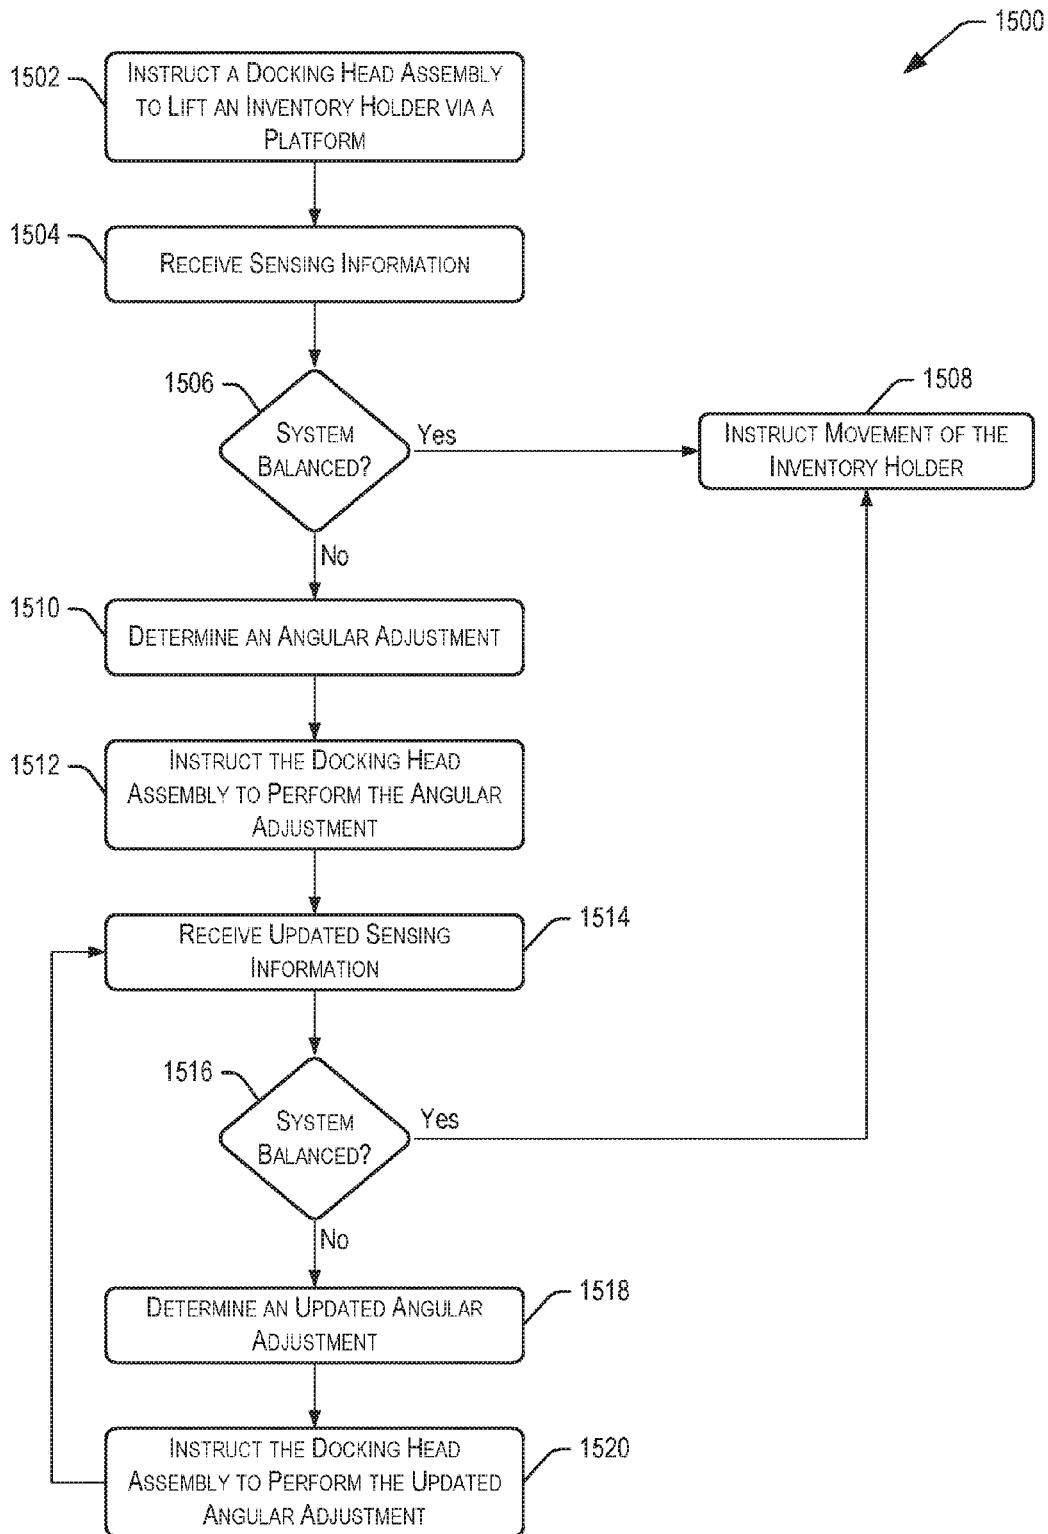 1500
1502
INSTRUCT A DOCKING HEAD ASSEMBLY
TO LIFT AN INVENTORY HOLDER VIA A
PLATFORM
1504
RECEIVE SENSING INFORMATION
1506
SYSTEM
BALANCED?
Yes
No
1508
INSTRUCT MOVEMENT OF THE
INVENTORY HOLDER
1510
DETERMINE AN ANGULAR ADJUSTMENT
1512
INSTRUCT THE DOCKING HEAD
ASSEMBLY TO PERFORM THE ANGULAR
ADJUSTMENT
RECEIVE UPDATED SENSING
INFORMATION
1514
1516
SYSTEM
BALANCED?
Yes
No
DETERMINE AN UPDATED ANGULAR
ADJUSTMENT
1518
INSTRUCT THE DOCKING HEAD
ASSEMBLY TO PERFORM THE UPDATED
ANGULAR ADJUSTMENT
1520